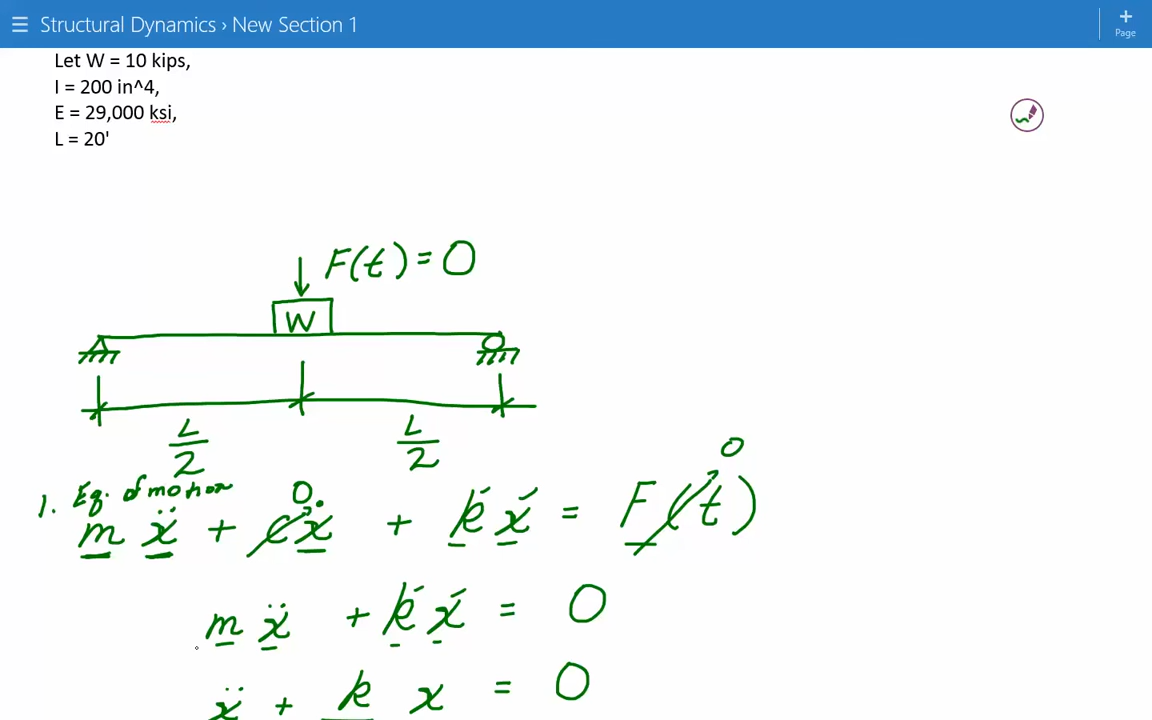 Structural Dynamics › New Section 1
Page
Let W = 10 kips,
I = 200 in^4,
E = 29,000 ksi,
L = 20'
F(t) = 0
W
L/2 L/2
1. Eq. of motion
0 0
m ẍ + c ẋ + k x = F(t)
m ẍ + k x = 0
ẍ + k x = 0